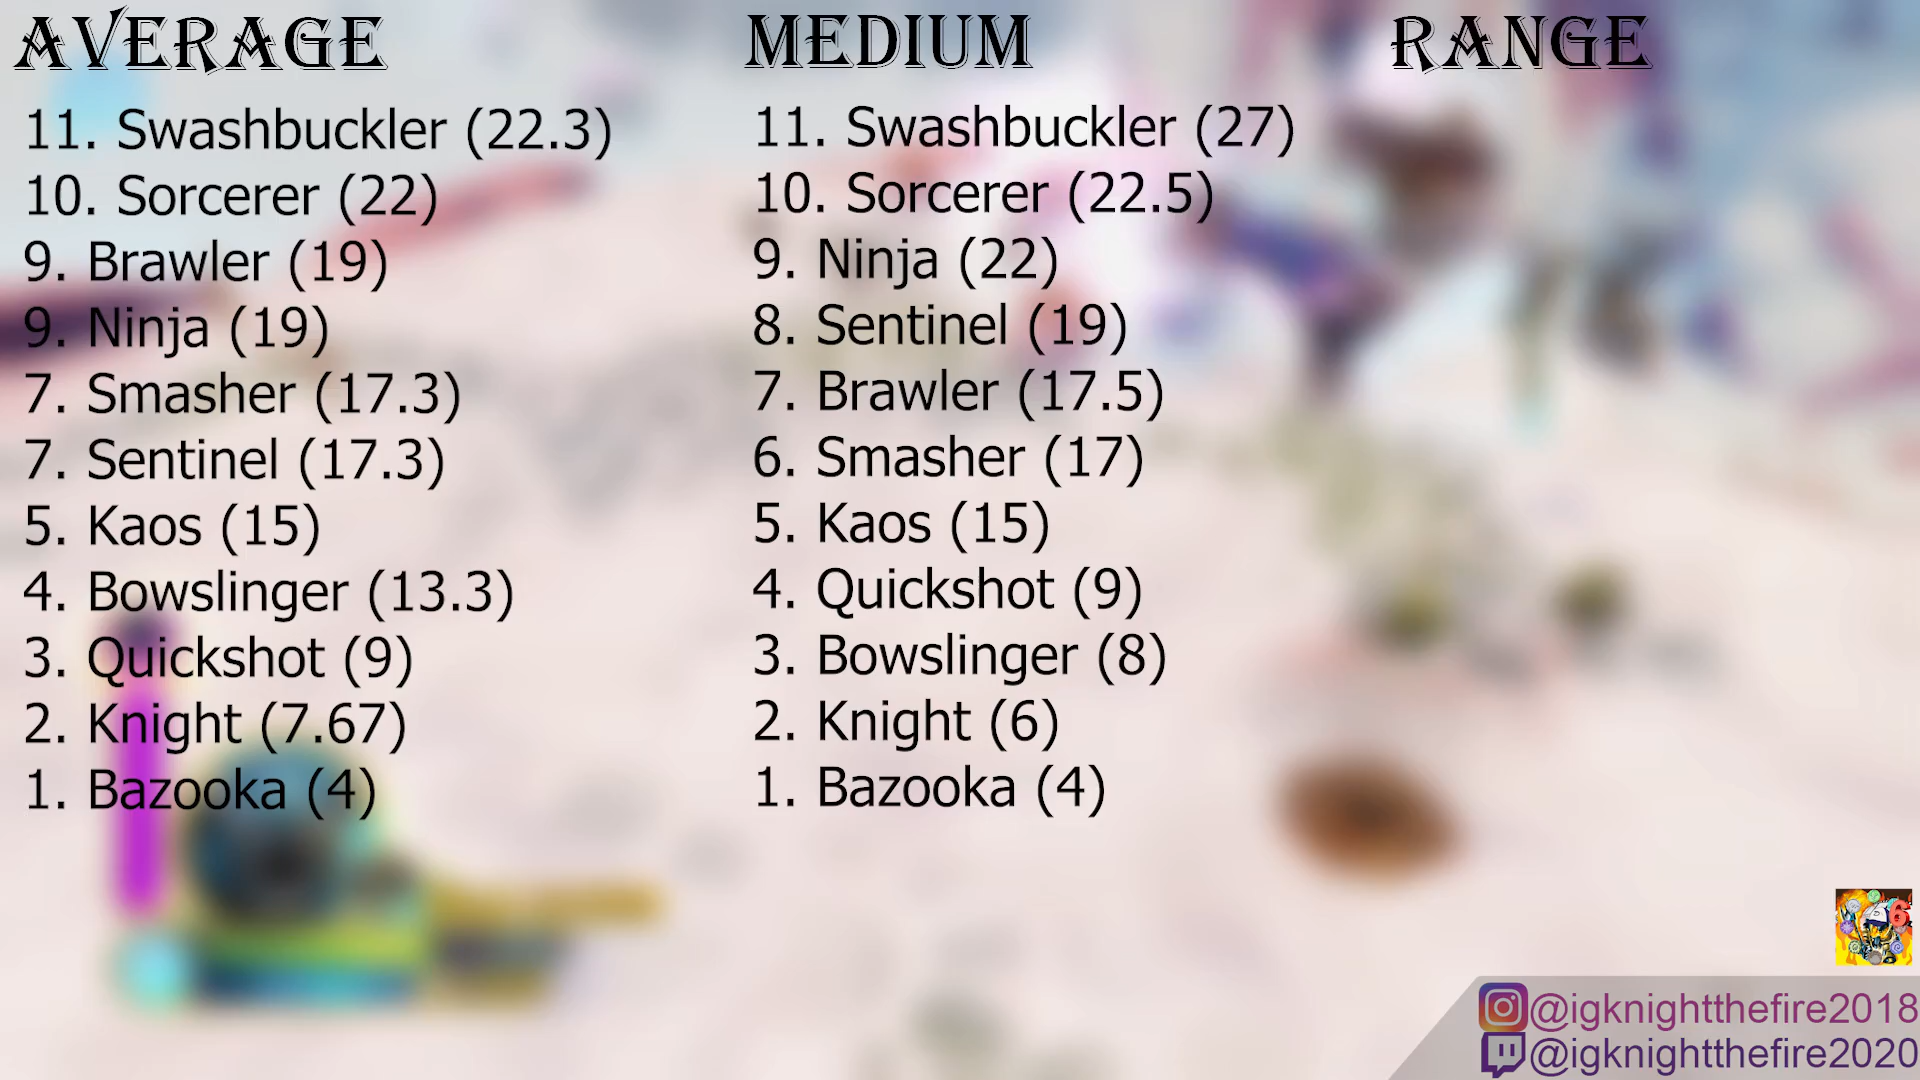 AVERAGE
11. Swashbuckler (22.3)
10. Sorcerer (22)
9. Brawler (19)
9. Ninja (19)
7. Smasher (17.3)
7. Sentinel (17.3)
5. Kaos (15)
4. Bowslinger (13.3)
3. Quickshot (9)
2. Knight (7.67)
1. Bazooka (4)
MEDIUM
11. Swashbuckler (27)
10. Sorcerer (22.5)
9. Ninja (22)
8. Sentinel (19)
7. Brawler (17.5)
6. Smasher (17)
5. Kaos (15)
4. Quickshot (9)
3. Bowslinger (8)
2. Knight (6)
1. Bazooka (4)
RANGE
6
@igknightthefire2018
@igknightthefire2020